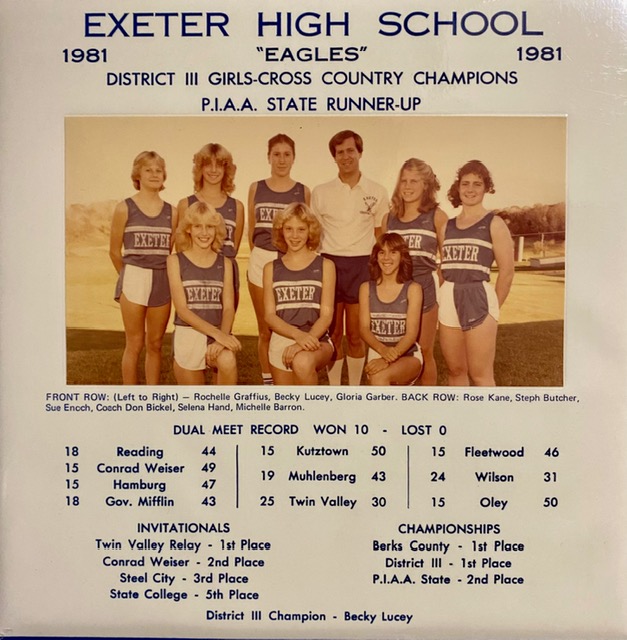 EXETER HIGH SCHOOL
1981 "EAGLES" 1981
DISTRICT III GIRLS-CROSS COUNTRY CHAMPIONS
P.I.A.A. STATE RUNNER-UP
EXETER
EXETER
EXETER
EXETER
EXETER
EXETER
EXETER
EXETER
FRONT ROW: (Left to Right) — Rochelle Graffius, Becky Lucey, Gloria Garber. BACK ROW: Rose Kane, Steph Butcher,
Sue Enoch, Coach Don Bickel, Selena Hand, Michelle Barron.
DUAL MEET RECORD WON 10 - LOST 0
18 Reading 44
15 Conrad Weiser 49
15 Hamburg 47
18 Gov. Mifflin 43
15 Kutztown 50
19 Muhlenberg 43
25 Twin Valley 30
15 Fleetwood 46
24 Wilson 31
15 Oley 50
INVITATIONALS
Twin Valley Relay - 1st Place
Conrad Weiser - 2nd Place
Steel City - 3rd Place
State College - 5th Place
CHAMPIONSHIPS
Berks County - 1st Place
District III - 1st Place
P.I.A.A. State - 2nd Place
District III Champion - Becky Lucey